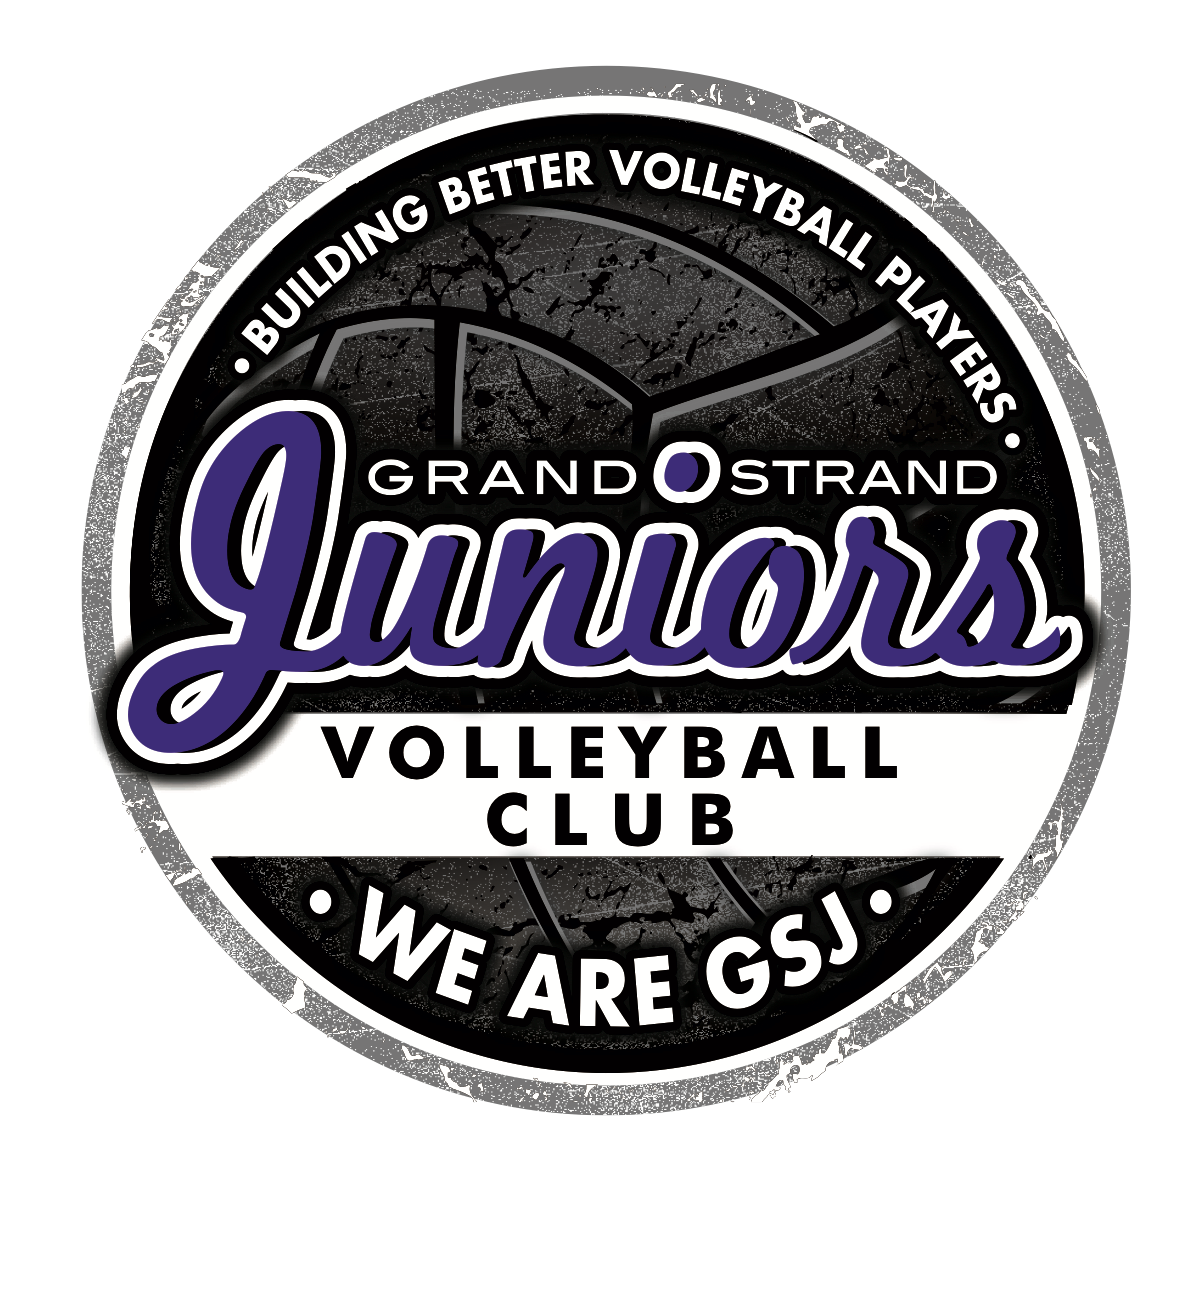 • BUILDING BETTER VOLLEYBALL PLAYERS •
GRAND STRAND
Juniors
VOLLEYBALL
CLUB
• WE ARE GSJ •